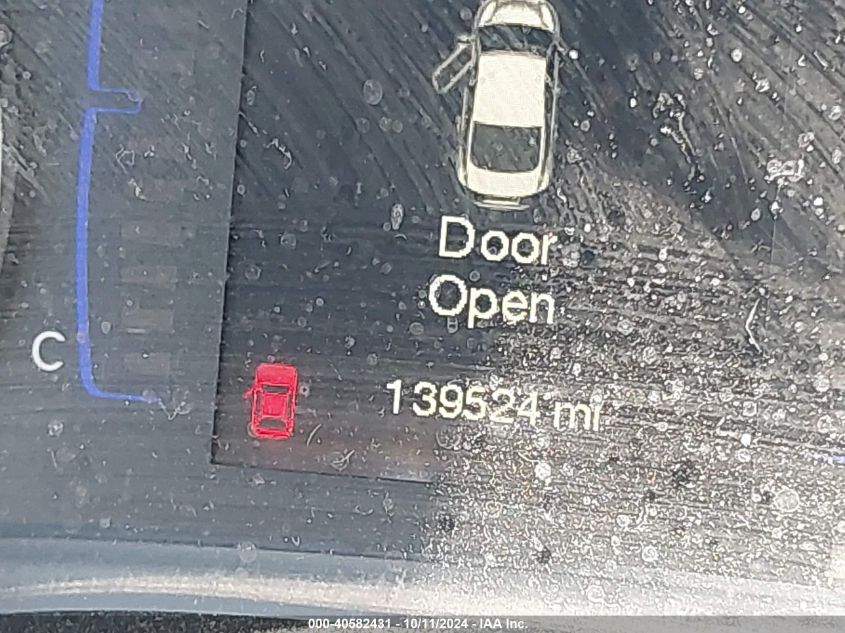 Door
Open
C
139524 mi
000-40582431 - 10/11/2024 - IAA Inc.